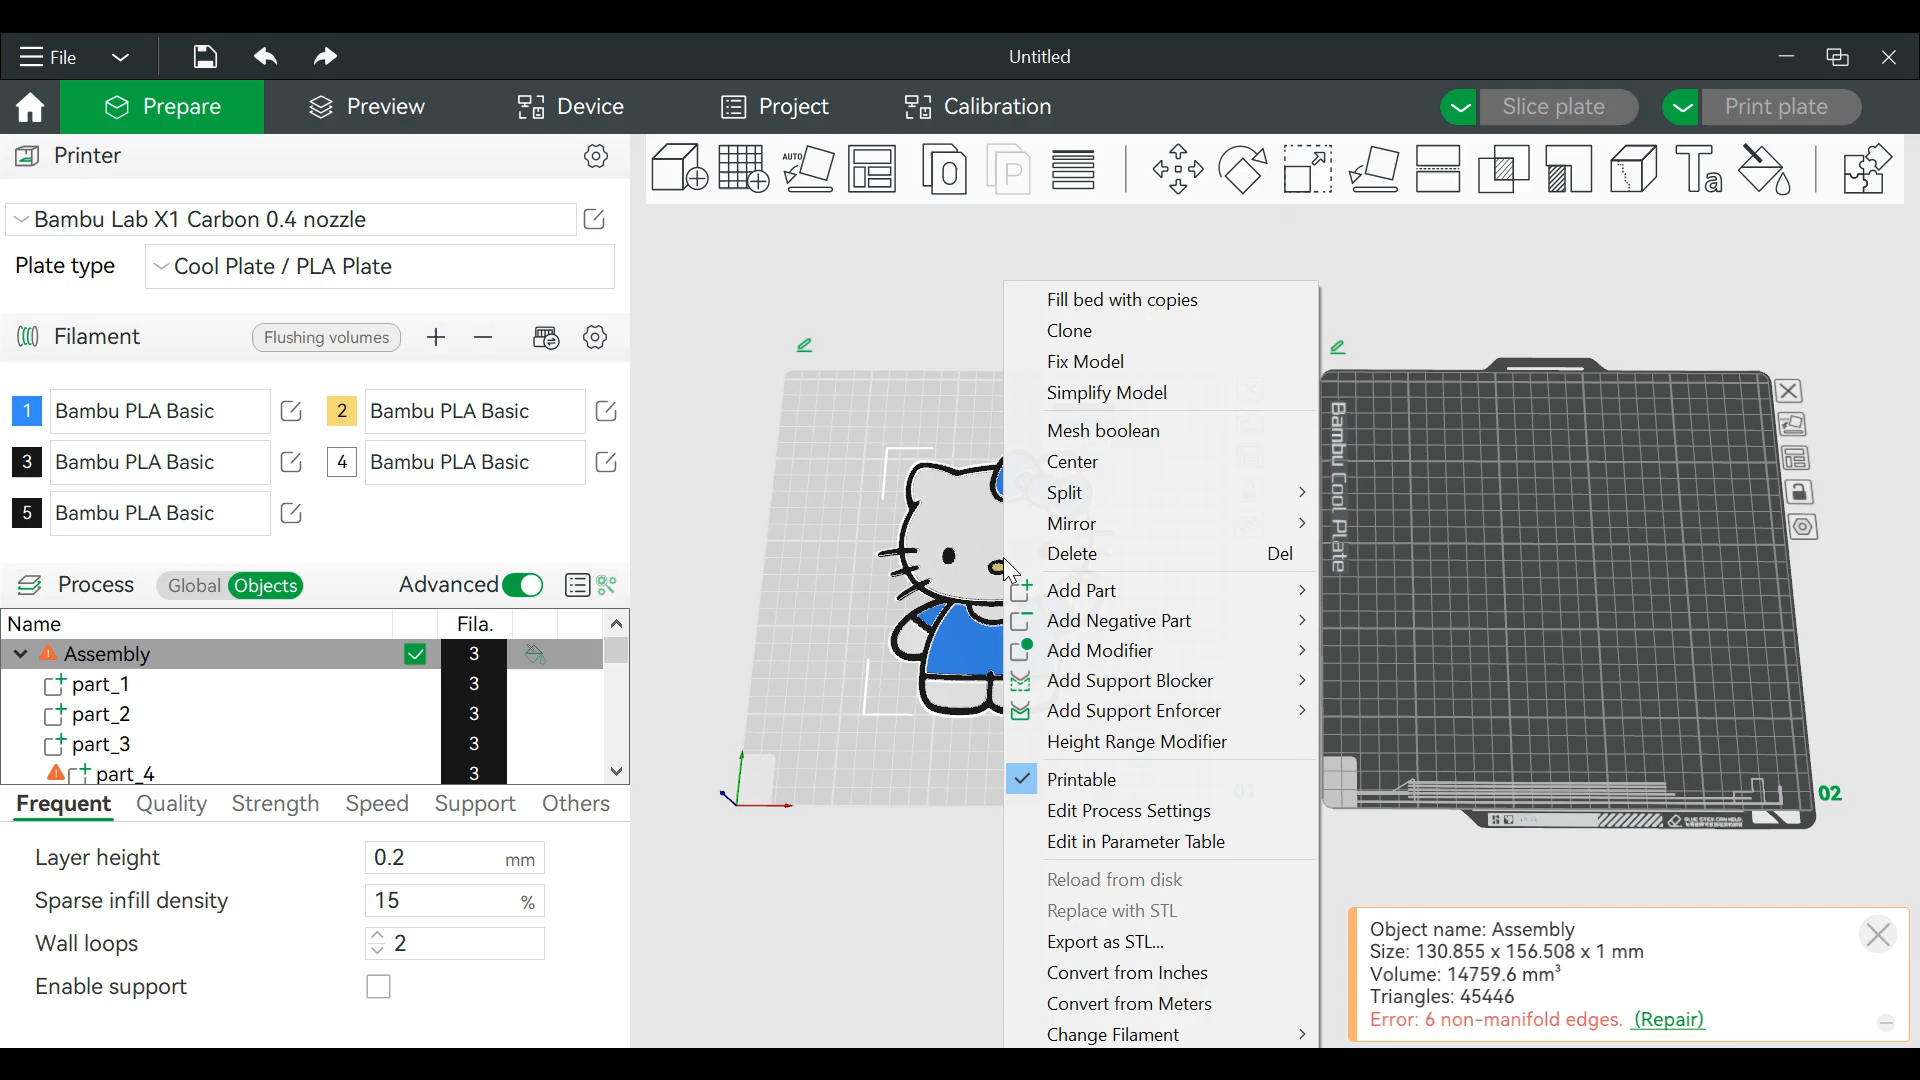 File
Untitled
Prepare
Preview
Device
Project
Calibration
Slice plate
Print plate
Printer
AUTO
P
Ta
Bambu Lab X1 Carbon 0.4 nozzle
Plate type
Cool Plate / PLA Plate
Filament
Flushing volumes
1 Bambu PLA Basic
2 Bambu PLA Basic
3 Bambu PLA Basic
4 Bambu PLA Basic
5 Bambu PLA Basic
Process
Global
Objects
Advanced
Name
Fila.
Assembly 3
part_1 3
part_2 3
part_3 3
part_4 3
Frequent
Quality
Strength
Speed
Support
Others
Layer height 0.2 mm
Sparse infill density 15 %
Wall loops 2
Enable support
Fill bed with copies
Clone
Fix Model
Simplify Model
Mesh boolean
Center
Split
Mirror
Delete Del
Add Part
Add Negative Part
Add Modifier
Add Support Blocker
Add Support Enforcer
Height Range Modifier
Printable
Edit Process Settings
Edit in Parameter Table
Reload from disk
Replace with STL
Export as STL...
Convert from Inches
Convert from Meters
Change Filament
01
Bambu Cool Plate
02
GLUE STICK CAN HELP.
Object name: Assembly
Size: 130.855 x 156.508 x 1 mm
Volume: 14759.6 mm³
Triangles: 45446
Error: 6 non-manifold edges. (Repair)